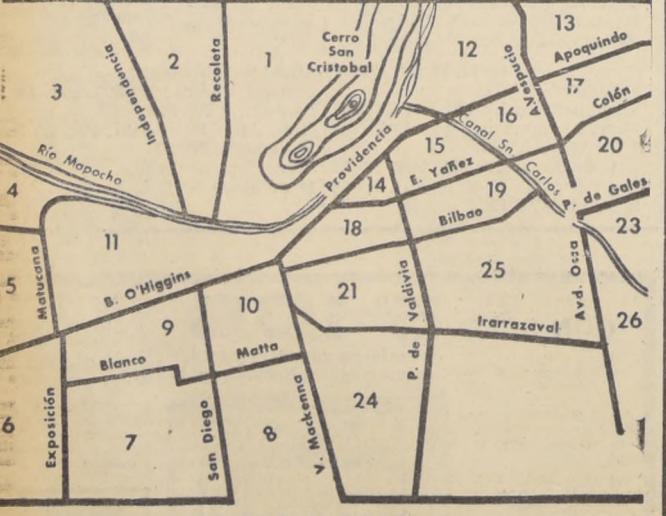 13
Apoquindo
12
Cerro
San
Cristobal
1
2
Recoleta
Independencia
3
A.Vespucio
17
Colón
16
Canal Sn. Carlos
15
20
Río Mapocho
Providencia
E. Yañez
14
19
P. de Gales
4
Bilbao
18
23
11
Matucana
5
B. O'Higgins
Valdivia
P. de
25
Avd. Ossa
21
10
9
Irarrazaval
26
Matta
Blanco
24
V. Mackenna
6
Exposición
7
San Diego
8